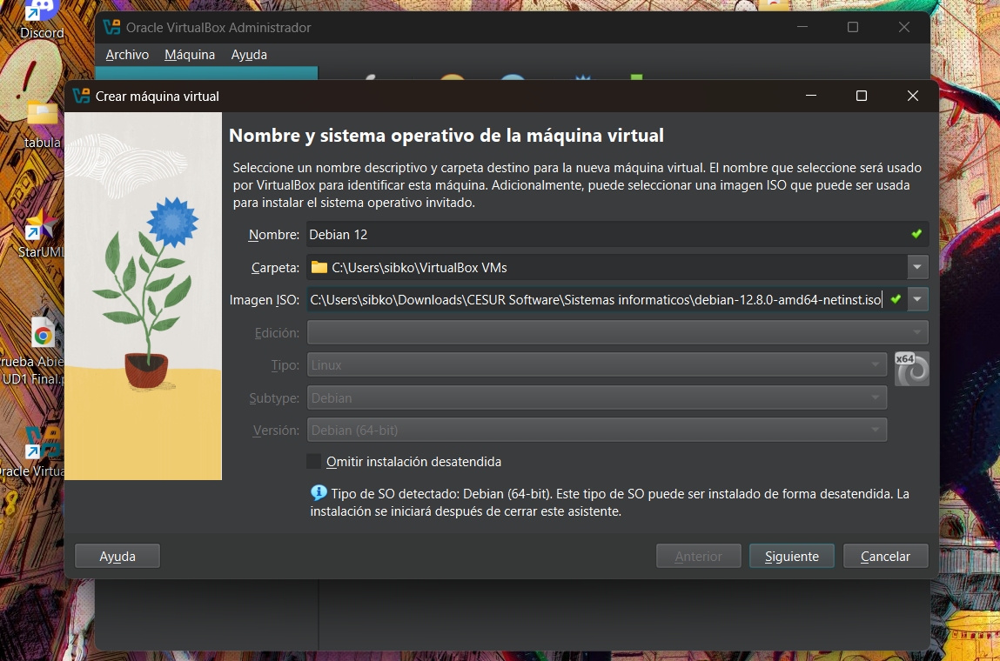 Discord
Oracle VirtualBox Administrador
Archivo Máquina Ayuda
Crear máquina virtual
tabula
Nombre y sistema operativo de la máquina virtual
Seleccione un nombre descriptivo y carpeta destino para la nueva máquina virtual. El nombre que seleccione será usado
por VirtualBox para identificar esta máquina. Adicionalmente, puede seleccionar una imagen ISO que puede ser usada
para instalar el sistema operativo invitado.
Nombre: Debian 12
StarUML
Carpeta: C:\Users\sibko\VirtualBox VMs
Imagen ISO: C:\Users\sibko\Downloads\CESUR Software\Sistemas informaticos\debian-12.8.0-amd64-netinst.iso
Edición:
rueba Abie
UD1 Final.p
Tipo: Linux
x64
Subtype: Debian
Versión: Debian (64-bit)
Omitir instalación desatendida
racle Virtua
Tipo de SO detectado: Debian (64-bit). Este tipo de SO puede ser instalado de forma desatendida. La
instalación se iniciará después de cerrar este asistente.
Ayuda
Anterior
Siguiente
Cancelar